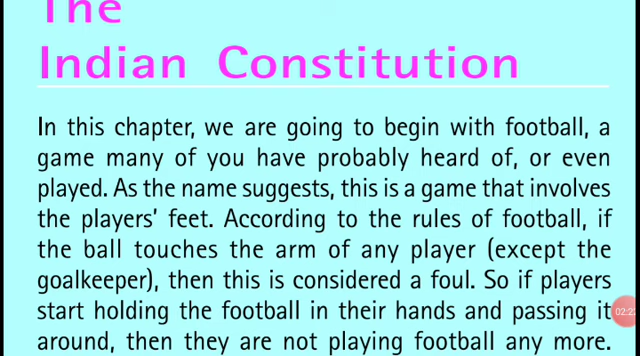 The
Indian Constitution
In this chapter, we are going to begin with football, a
game many of you have probably heard of, or even
played. As the name suggests, this is a game that involves
the players' feet. According to the rules of football, if
the ball touches the arm of any player (except the
goalkeeper), then this is considered a foul. So if players
start holding the football in their hands and passing it
around, then they are not playing football any more.